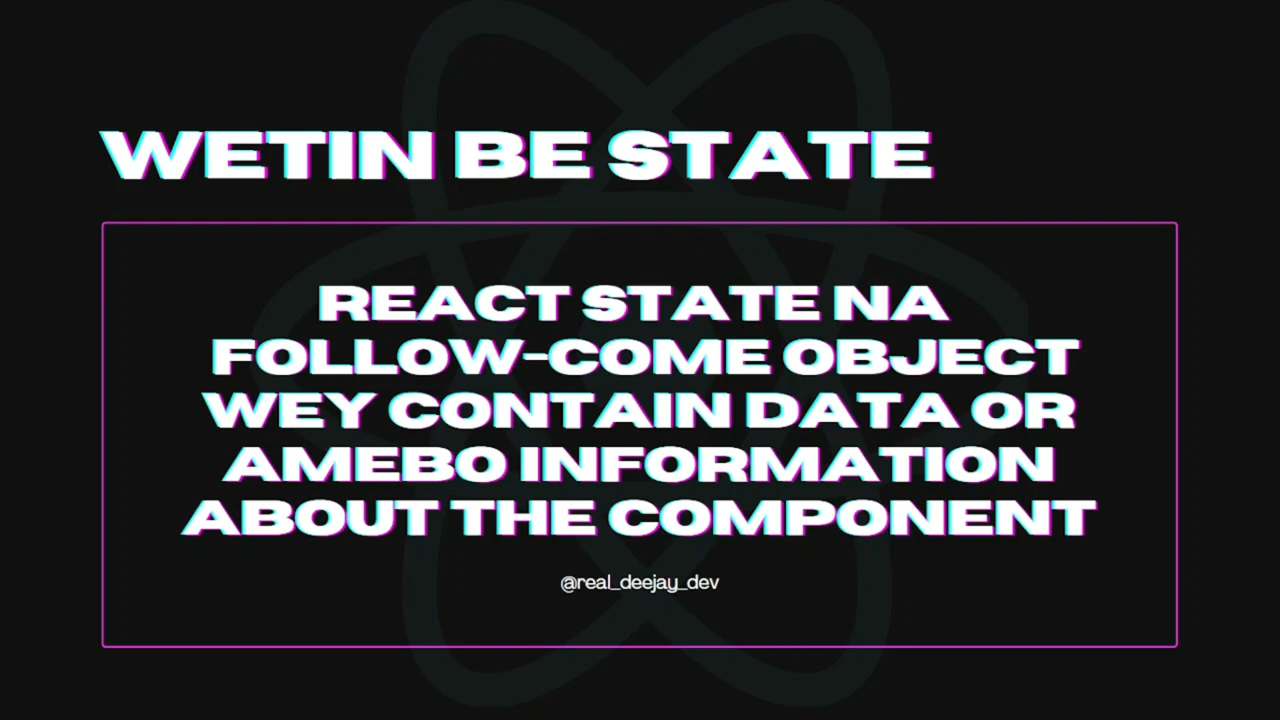 WETIN BE STATE
REACT STATE NA
FOLLOW-COME OBJECT
WEY CONTAIN DATA OR
AMEBO INFORMATION
ABOUT THE COMPONENT
@real_deejay_dev